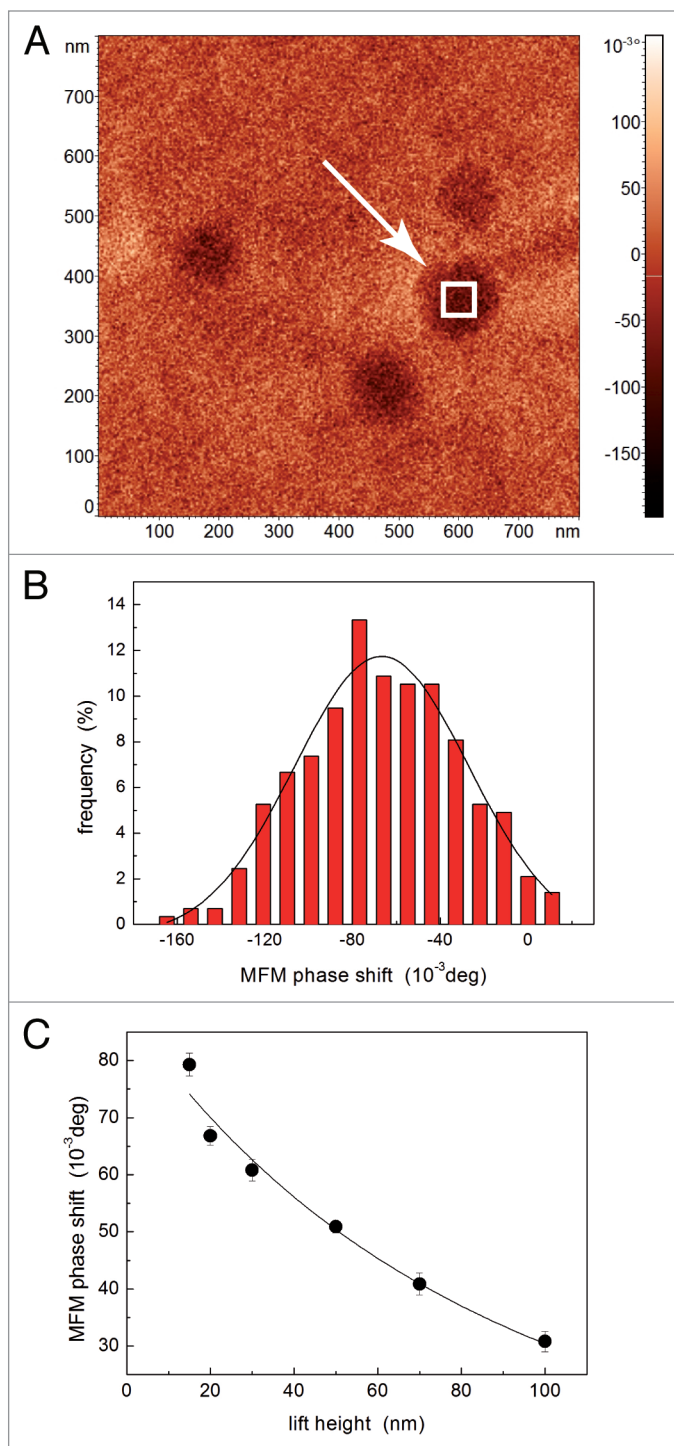 A
nm
700
600
500
400
300
200
100
0
100 200 300 400 500 600 700 nm
10⁻³°
100
50
0
-50
-100
-150
B
frequency (%)
14
12
10
8
6
4
2
0
-160 -120 -80 -40 0
MFM phase shift (10⁻³deg)
C
MFM phase shift (10⁻³deg)
80
70
60
50
40
30
0 20 40 60 80 100
lift height (nm)